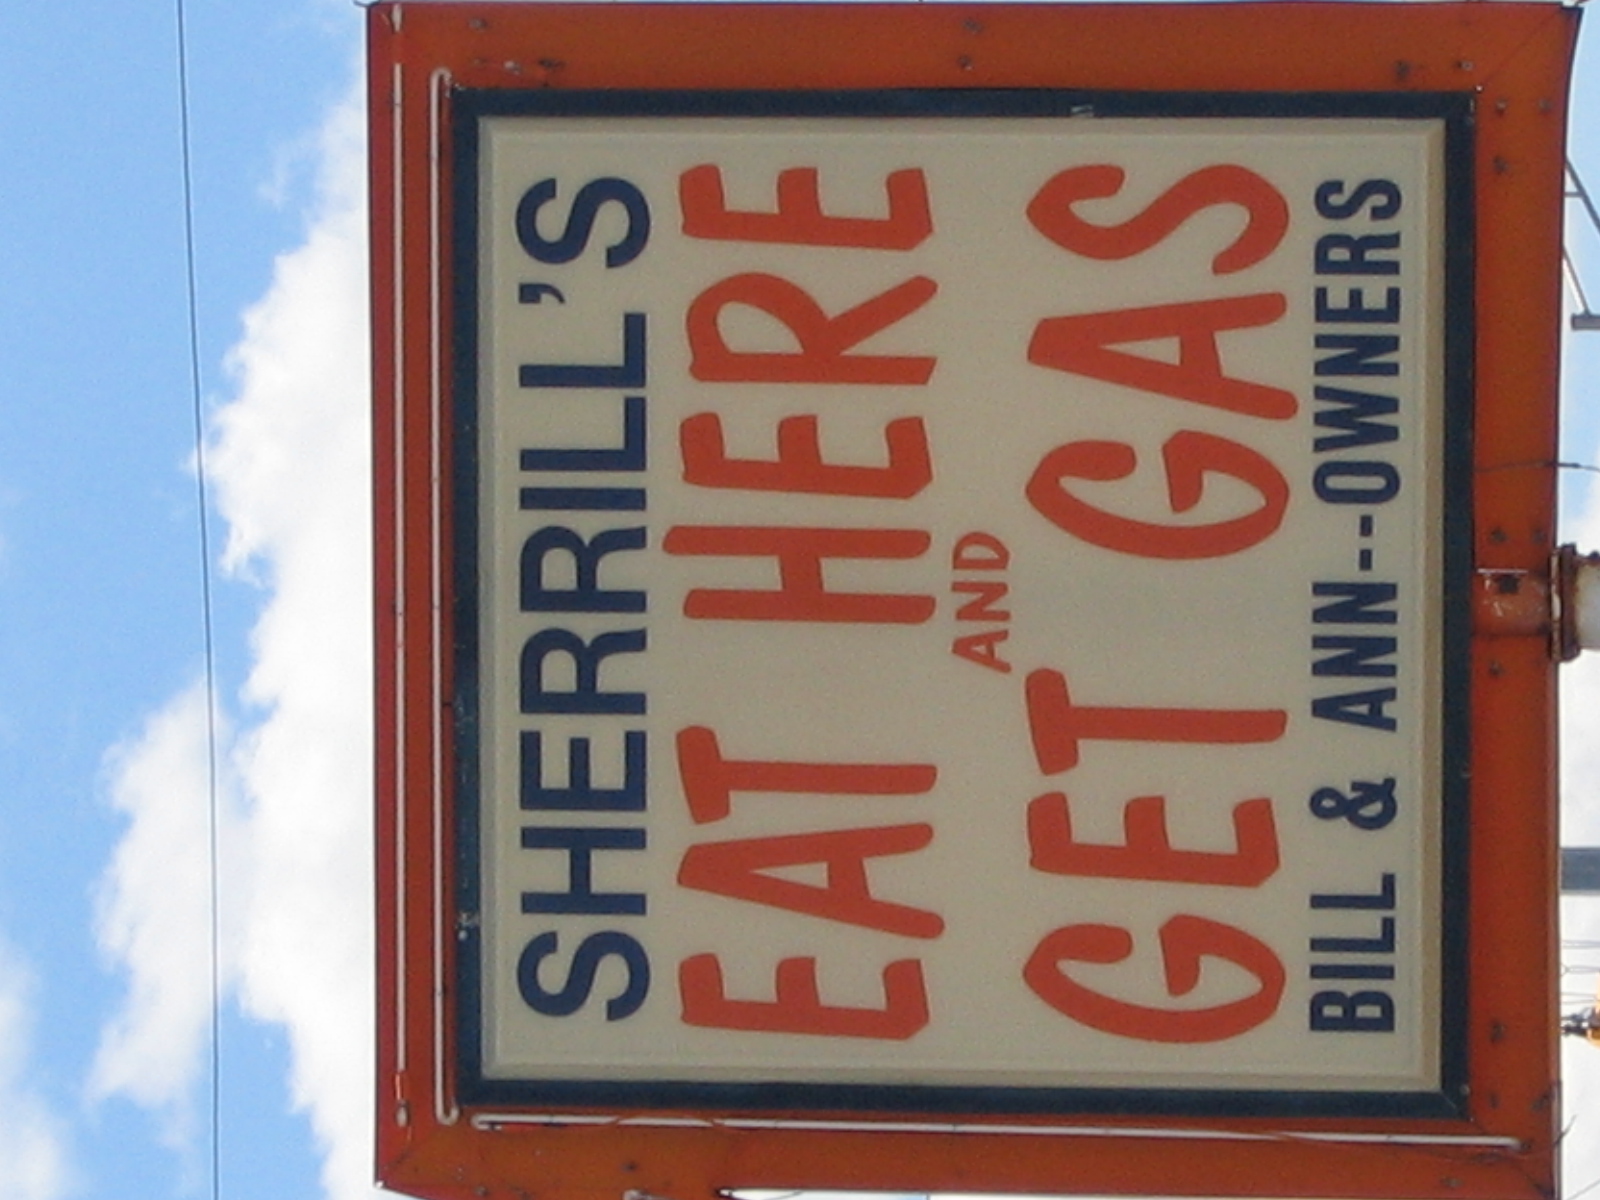 SHERRILL'S
EAT HERE
AND
GET GAS
BILL & ANN--OWNERS